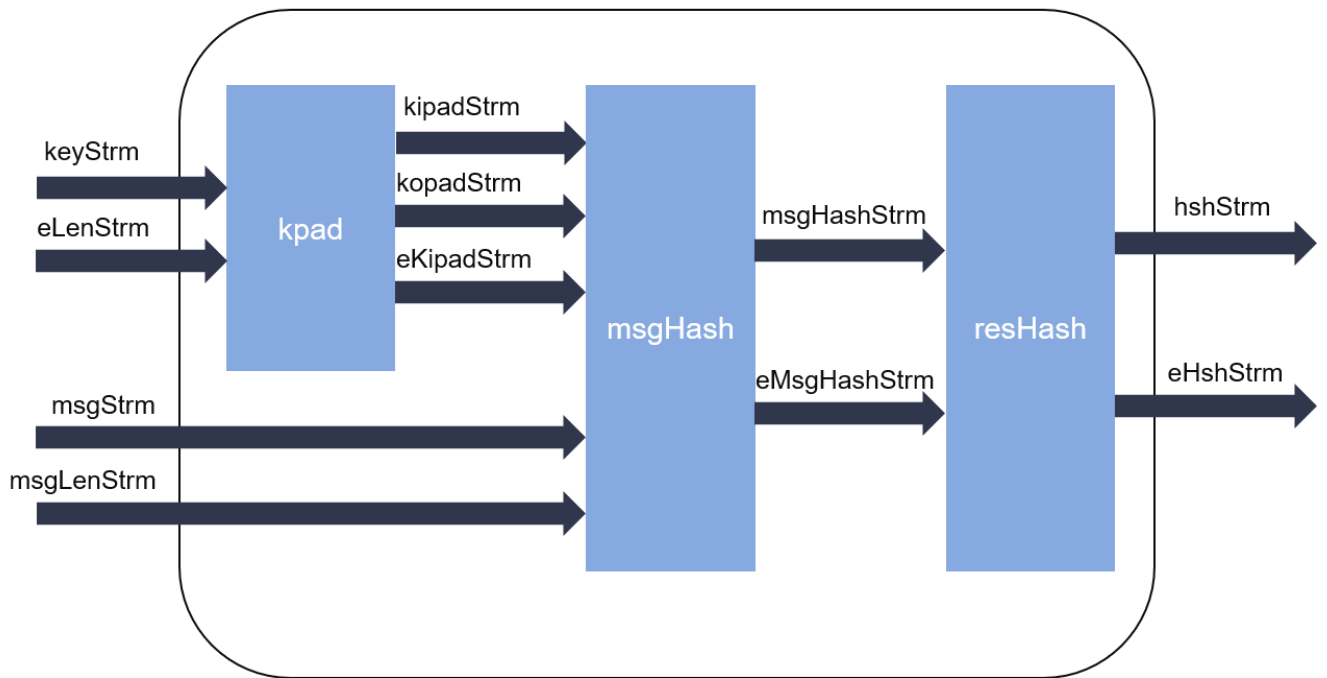 keyStrm
eLenStrm
kpad
kipadStrm
kopadStrm
eKipadStrm
msgStrm
msgLenStrm
msgHash
msgHashStrm
eMsgHashStrm
resHash
hshStrm
eHshStrm